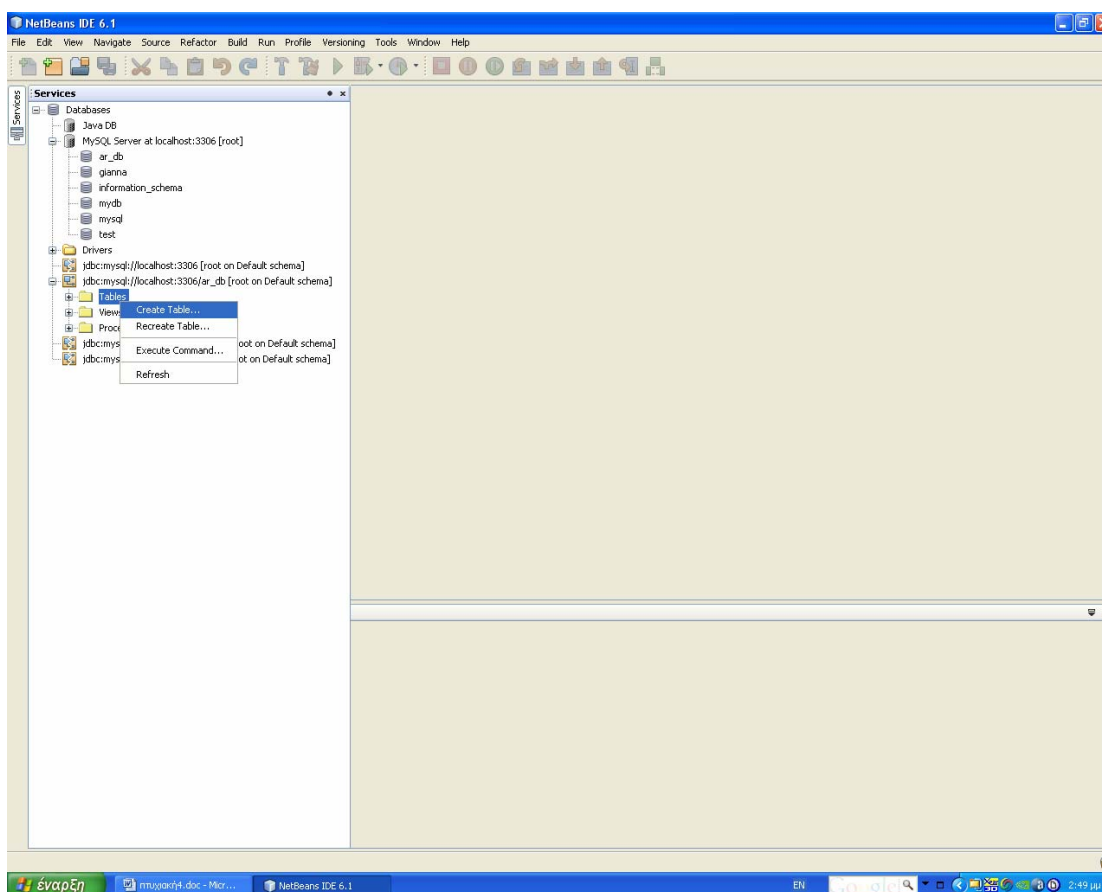 NetBeans IDE 6.1
File Edit View Navigate Source Refactor Build Run Profile Versioning Tools Window Help
Services
Services
Databases
Java DB
MySQL Server at localhost:3306 [root]
ar_db
gianna
information_schema
mydb
mysql
test
Drivers
jdbc:mysql://localhost:3306 [root on Default schema]
jdbc:mysql://localhost:3306/ar_db [root on Default schema]
Tables
Create Table...
Views
Recreate Table...
Proce
jdbc:mys oot on Default schema]
Execute Command...
jdbc:mys ot on Default schema]
Refresh
έναρξη
πτυχιακή4.doc - Micr...
NetBeans IDE 6.1
EN
Google
2:49 μμ